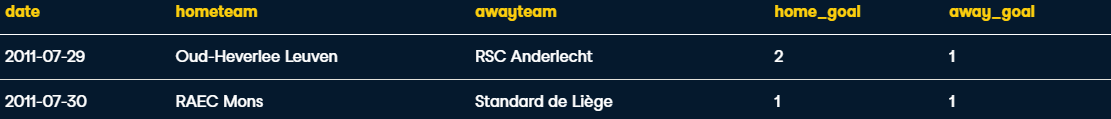 date hometeam awayteam home_goal away_goal
2011-07-29 Oud-Heverlee Leuven RSC Anderlecht 2 1
2011-07-30 RAEC Mons Standard de Liège 1 1